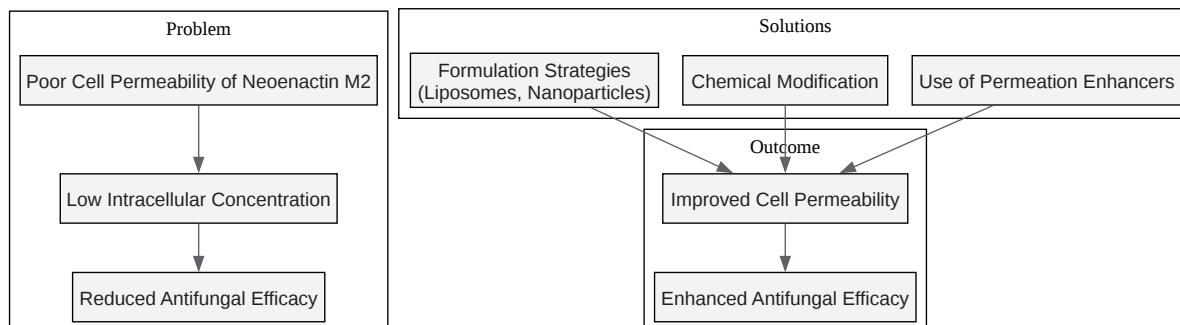 Problem
Poor Cell Permeability of Neoenactin M2
Low Intracellular Concentration
Reduced Antifungal Efficacy
Solutions
Formulation Strategies
(Liposomes, Nanoparticles)
Chemical Modification
Use of Permeation Enhancers
Outcome
Improved Cell Permeability
Enhanced Antifungal Efficacy